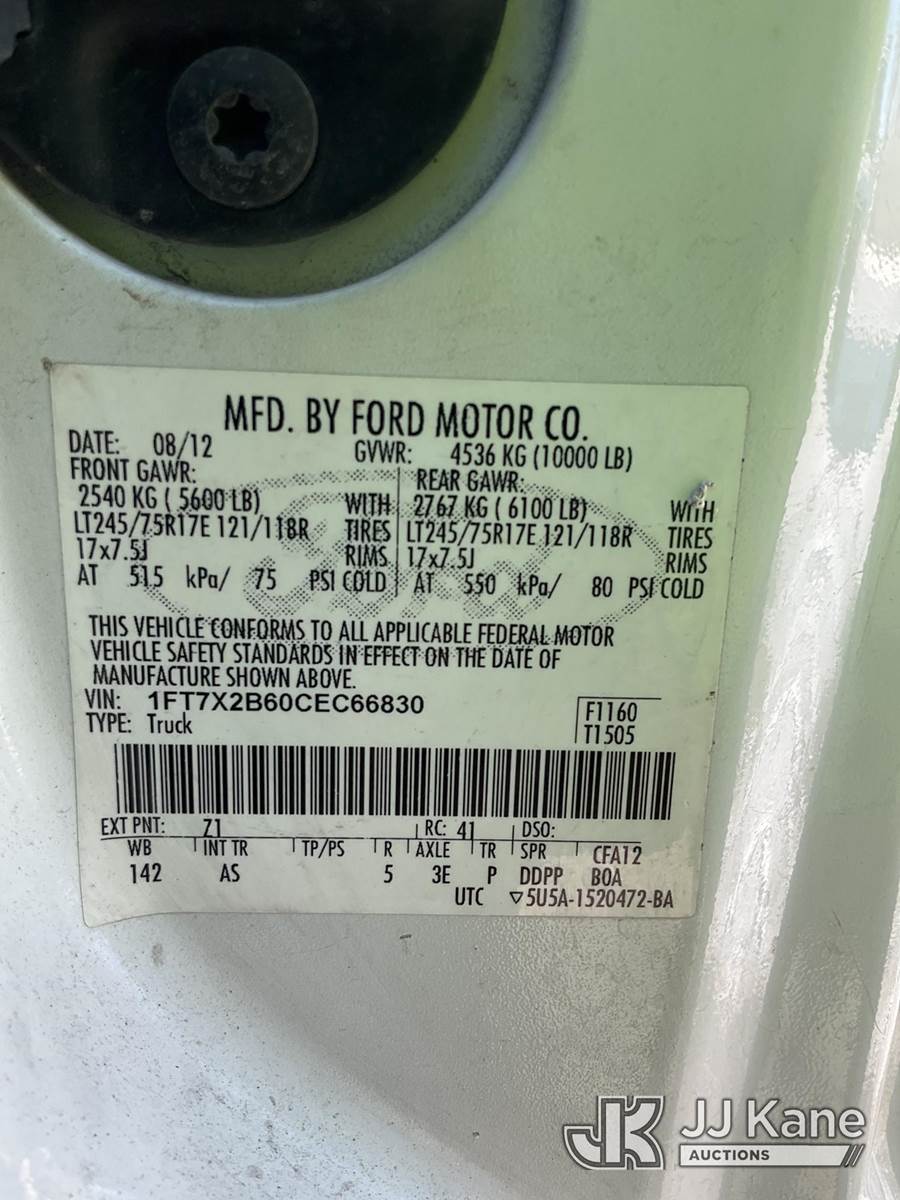 MFD. BY FORD MOTOR CO.
DATE: 08/12 GVWR: 4536 KG (10000 LB)
FRONT GAWR: REAR GAWR:
2540 KG ( 5600 LB) WITH 2767 KG ( 6100 LB) WITH
LT245/75R17E 121/118R TIRES LT245/75R17E 121/118R TIRES
17x7.5J RIMS 17x7.5J RIMS
AT 515 kPa/ 75 PSI COLD AT 550 kPa/ 80 PSI COLD
THIS VEHICLE CONFORMS TO ALL APPLICABLE FEDERAL MOTOR
VEHICLE SAFETY STANDARDS IN EFFECT ON THE DATE OF
MANUFACTURE SHOWN ABOVE.
VIN: 1FT7X2B60CEC66830 F1160
TYPE: Truck T1505
EXT PNT: Z1 RC: 41 DSO:
WB INT TR TP/PS R AXLE TR SPR CFA12
142 AS 5 3E P DDPP B0A
UTC ▽5U5A-1520472-BA
JK JJ Kane
AUCTIONS